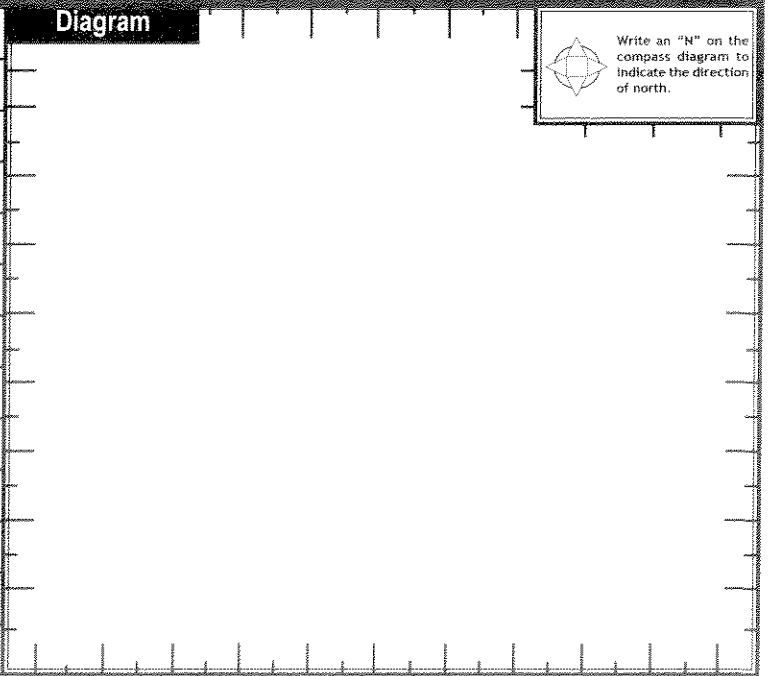 Diagram
Write an "N" on the
compass diagram to
indicate the direction
of north.